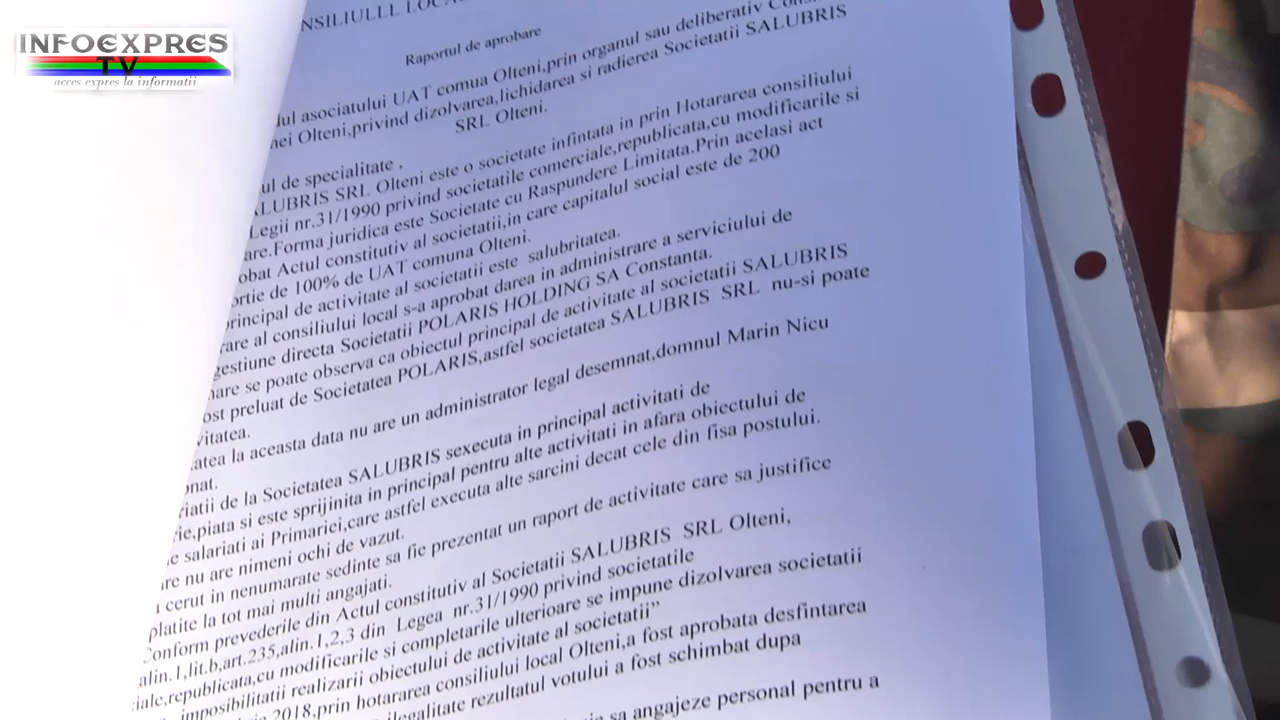 INFOEXPRES
TV
acces expres la informatii
NSILIULLL
Raportul de aprobare
asociatului UAT comua Olteni,prin organul sau deliberativ
Olteni,privind dizolvarea,lichidarea si radierea Societatii SALUBRIS
SRL Olteni.
de specialitate ,
SRL Olteni este o societate infintata in prin Hotararea consiliului
Legii nr.31/1990 privind societatile comerciale,republicata,cu modificarile si
are.Forma juridica este Societate cu Raspundere Limitata.Prin acelasi act
obat Actul constitutiv al societatii,in care capitalul social este de 200
ortie de 100% de UAT comuna Olteni.
principal de activitate al societatii este salubritatea.
rare al consiliului local s-a aprobat darea in administrare a serviciului de
gestiune directa Societatii POLARIS HOLDING SA Constanta.
nare se poate observa ca obiectul principal de activitate al societatii SALUBRIS
ost preluat de Societatea POLARIS,astfel societatea SALUBRIS SRL nu-si poate
vitatea.
atea la aceasta data nu are un administrator legal desemnat,domnul Marin Nicu
onat.
riatii de la Societatea SALUBRIS sexecuta in principal activitati de
rie,piata si este sprijinita in principal pentru alte activitati in afara obiectului de
e salariati ai Primariei,care astfel executa alte sarcini decat cele din fisa postului.
re nu are nimeni ochi de vazut.
cerut in nenumarate sedinte sa fie prezentat un raport de activitate care sa justifice
platite la tot mai multi angajati.
Conform prevederile din Actul constitutiv al Societatii SALUBRIS SRL Olteni,
alin.1,lit.b,art.235,alin.1,2,3 din Legea nr.31/1990 privind societatile
iale,republicata,cu modificarile si completarile ulterioare se impune dizolvarea societatii
imposibilitatii realizarii obiectului de activitate al societatii”
2018,prin hotararea consiliului local Olteni,a fost aprobata desfintarea
ilegalitate rezultatul votului a fost schimbat dupa
sa angajeze personal pentru a